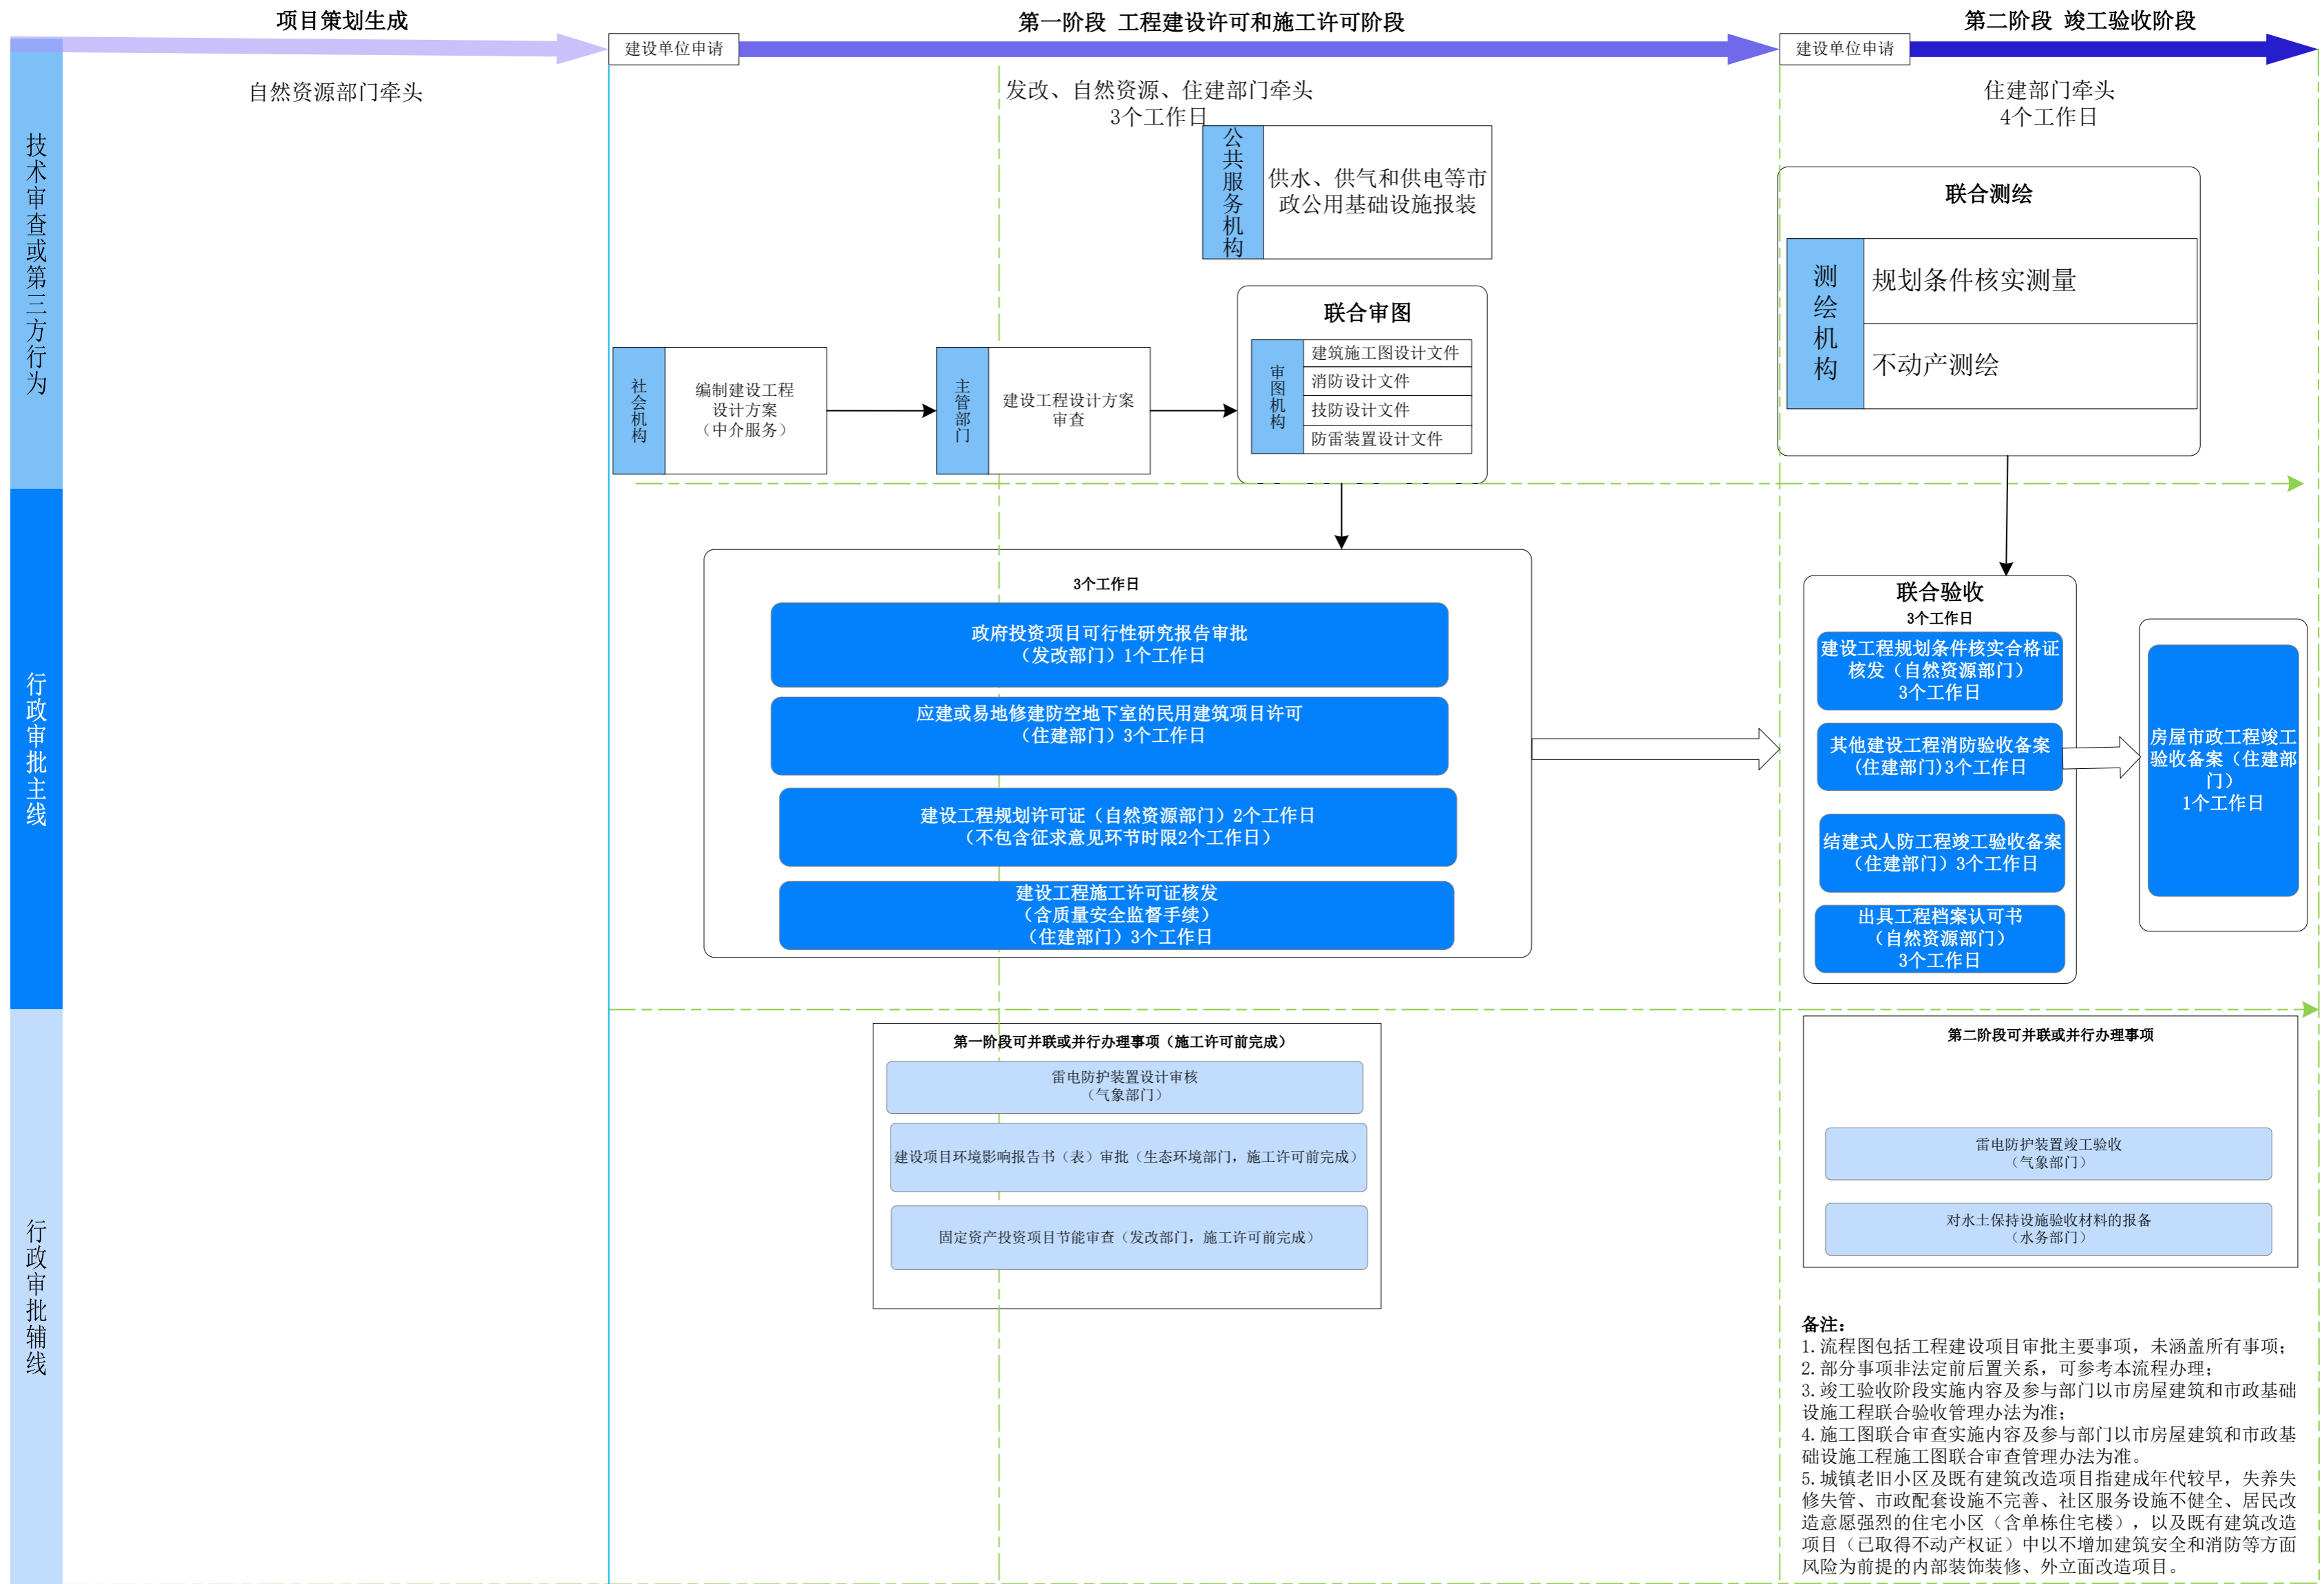 项目策划生成
第一阶段 工程建设许可和施工许可阶段
第二阶段 竣工验收阶段
建设单位申请
建设单位申请
自然资源部门牵头
发改、自然资源、住建部门牵头
3个工作日
住建部门牵头
4个工作日
技术审查或第三方行为
公共服务机构
供水、供气和供电等市
政公用基础设施报装
联合测绘
测绘机构
规划条件核实测量
不动产测绘
社会机构
编制建设工程
设计方案
（中介服务）
主管部门
建设工程设计方案
审查
联合审图
审图机构
建筑施工图设计文件
消防设计文件
技防设计文件
防雷装置设计文件
行政审批主线
3个工作日
政府投资项目可行性研究报告审批
（发改部门）1个工作日
应建或易地修建防空地下室的民用建筑项目许可
（住建部门）3个工作日
建设工程规划许可证（自然资源部门）2个工作日
（不包含征求意见环节时限2个工作日）
建设工程施工许可证核发
（含质量安全监督手续）
（住建部门）3个工作日
联合验收
3个工作日
建设工程规划条件核实合格证
核发（自然资源部门）
3个工作日
其他建设工程消防验收备案
(住建部门)3个工作日
结建式人防工程竣工验收备案
（住建部门）3个工作日
出具工程档案认可书
（自然资源部门）
3个工作日
房屋市政工程竣工
验收备案（住建部
门）
1个工作日
行政审批辅线
第一阶段可并联或并行办理事项（施工许可前完成）
雷电防护装置设计审核
（气象部门）
建设项目环境影响报告书（表）审批（生态环境部门，施工许可前完成）
固定资产投资项目节能审查（发改部门，施工许可前完成）
第二阶段可并联或并行办理事项
雷电防护装置竣工验收
（气象部门）
对水土保持设施验收材料的报备
（水务部门）
备注：
1.流程图包括工程建设项目审批主要事项，未涵盖所有事项；
2.部分事项非法定前后置关系，可参考本流程办理；
3.竣工验收阶段实施内容及参与部门以市房屋建筑和市政基础
设施工程联合验收管理办法为准；
4.施工图联合审查实施内容及参与部门以市房屋建筑和市政基
础设施工程施工图联合审查管理办法为准。
5.城镇老旧小区及既有建筑改造项目指建成年代较早，失养失
修失管、市政配套设施不完善、社区服务设施不健全、居民改
造意愿强烈的住宅小区（含单栋住宅楼），以及既有建筑改造
项目（已取得不动产权证）中以不增加建筑安全和消防等方面
风险为前提的内部装饰装修、外立面改造项目。